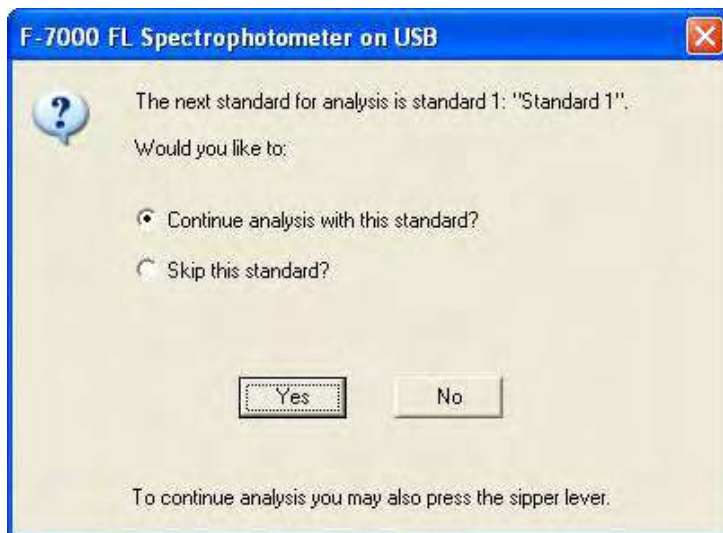 F-7000 FL Spectrophotometer on USB
The next standard for analysis is standard 1: "Standard 1".
Would you like to:
Continue analysis with this standard?
Skip this standard?
Yes
No
To continue analysis you may also press the sipper lever.